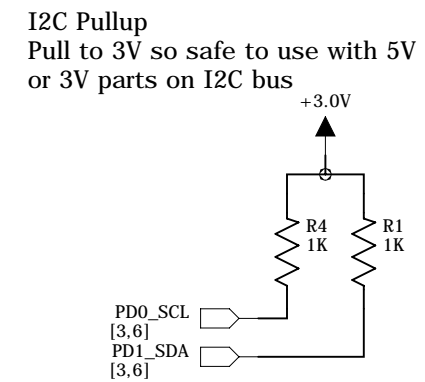 I2C Pullup
Pull to 3V so safe to use with 5V
or 3V parts on I2C bus
+3.0V
R4
1K
R1
1K
PD0_SCL
[3,6]
PD1_SDA
[3,6]